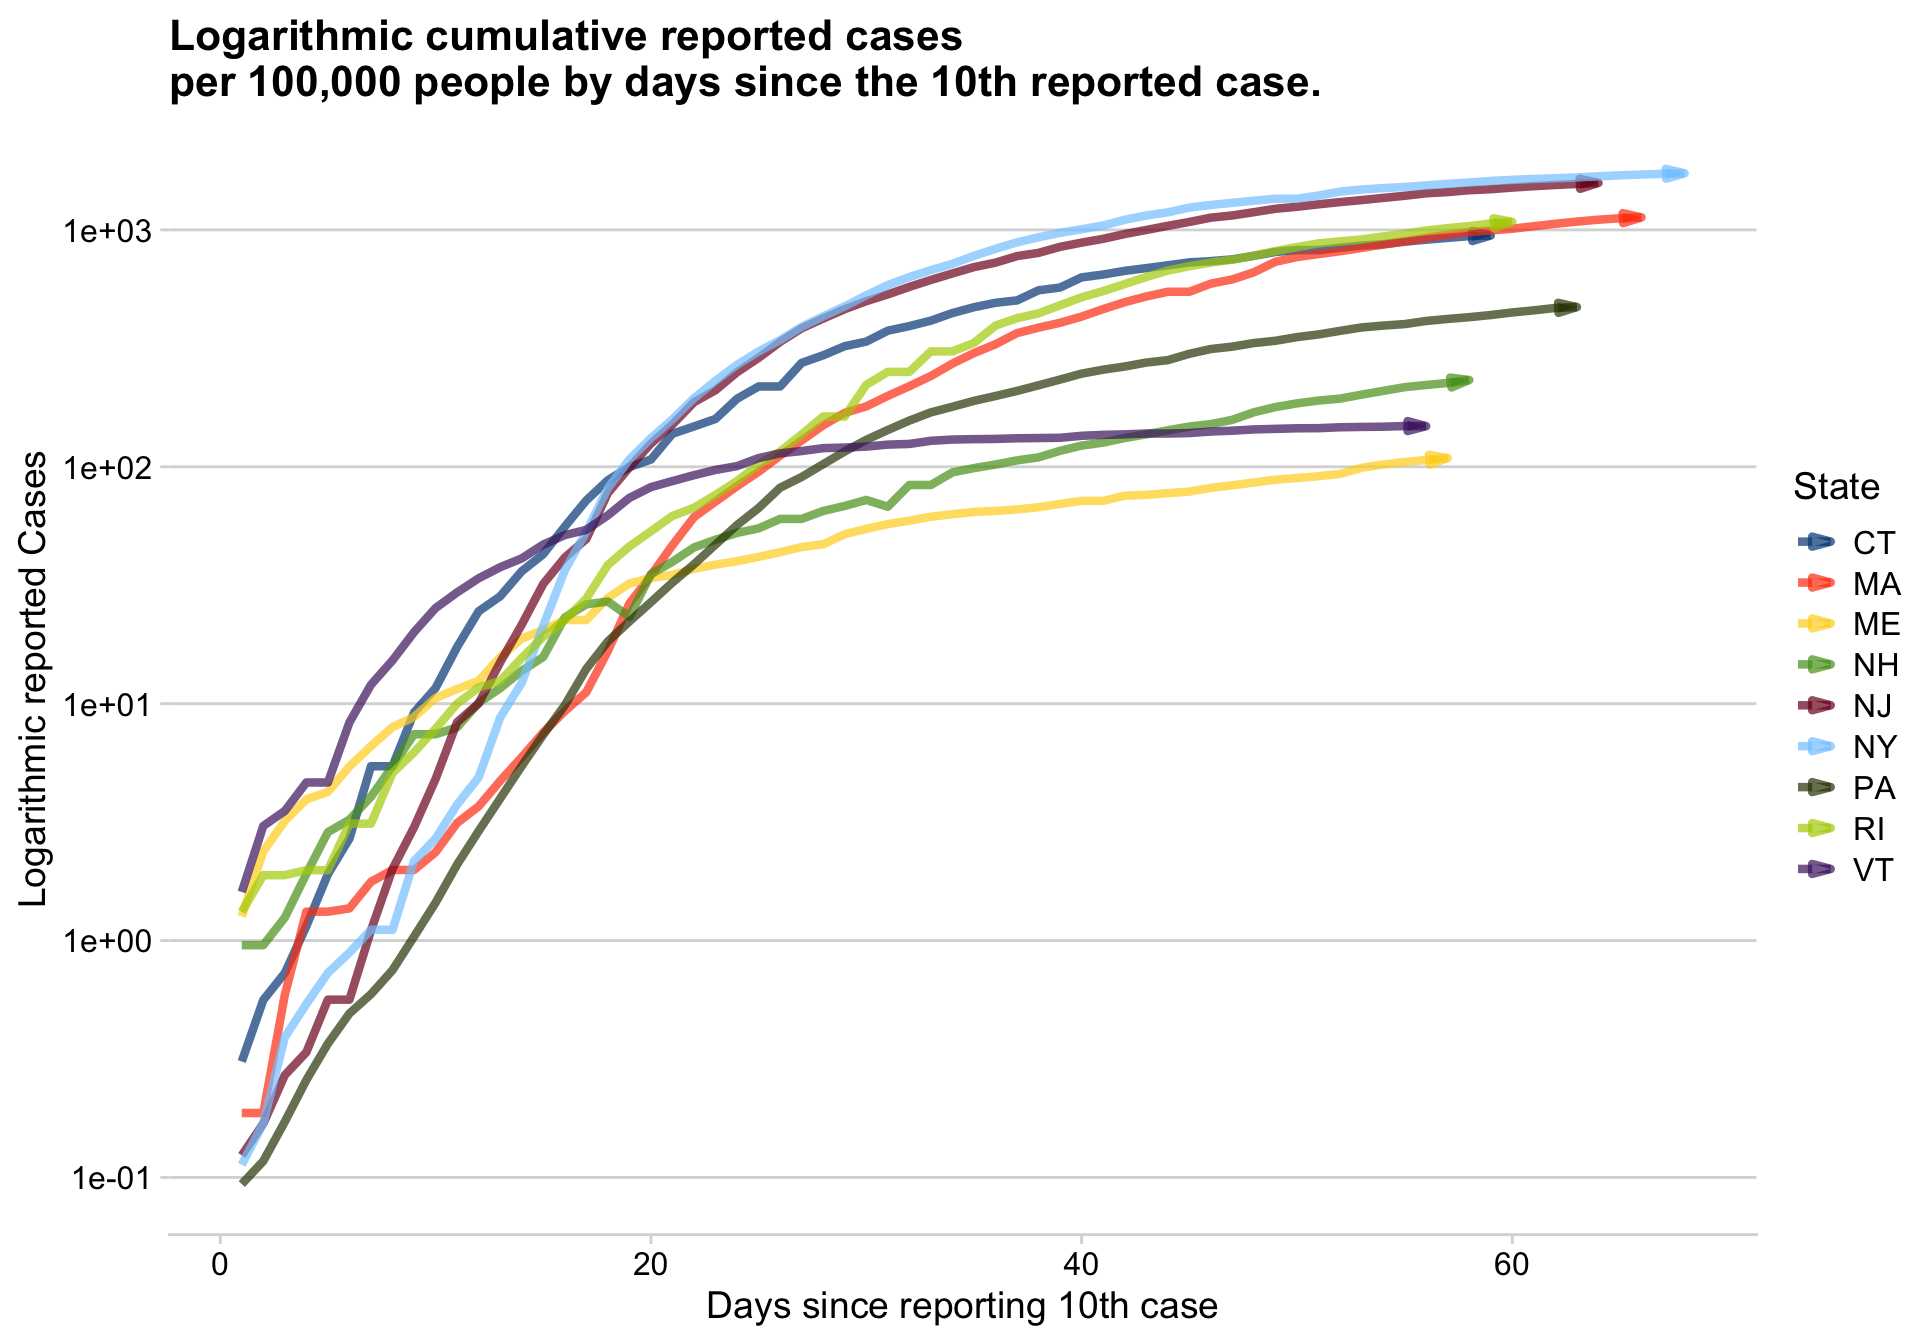 Logarithmic cumulative reported cases
per 100,000 people by days since the 10th reported case.
Logarithmic reported Cases
1e+03
1e+02
1e+01
1e+00
1e-01
0
20
40
60
Days since reporting 10th case
State
CT
MA
ME
NH
NJ
NY
PA
RI
VT